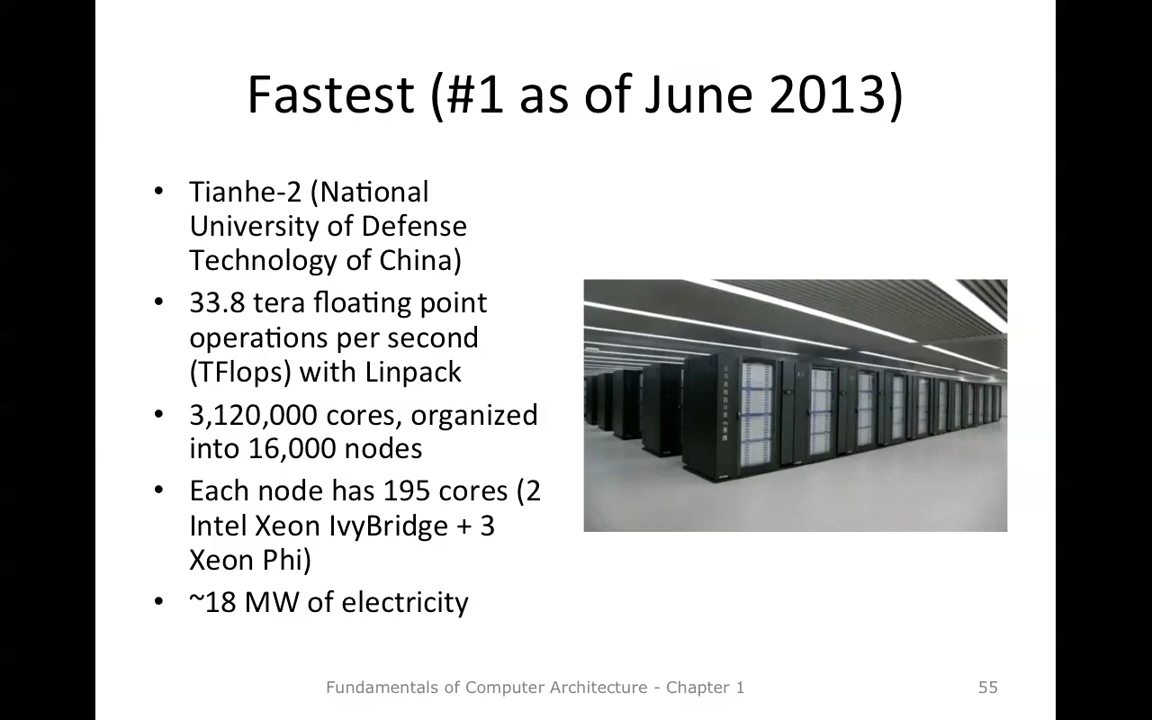 Fastest (#1 as of June 2013)
• Tianhe-2 (National
University of Defense
Technology of China)
• 33.8 tera floating point
operations per second
(TFlops) with Linpack
• 3,120,000 cores, organized
into 16,000 nodes
• Each node has 195 cores (2
Intel Xeon IvyBridge + 3
Xeon Phi)
• ~18 MW of electricity
Fundamentals of Computer Architecture - Chapter 1
55